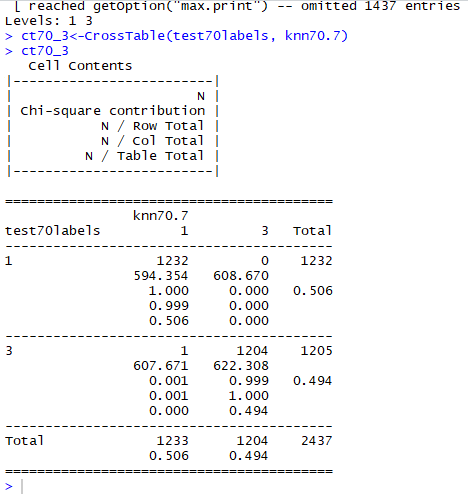 [ reached getOption("max.print") -- omitted 1437 entries
Levels: 1 3
> ct70_3<-CrossTable(test70labels, knn70.7)
> ct70_3
   Cell Contents
|-------------------------|
|                       N |
| Chi-square contribution |
|           N / Row Total |
|           N / Col Total |
|         N / Table Total |
|-------------------------|
=========================================
                knn70.7
test70labels          1         3   Total
-----------------------------------------
1                  1232         0    1232
                594.354   608.670
                  1.000     0.000   0.506
                  0.999     0.000
                  0.506     0.000
-----------------------------------------
3                     1      1204    1205
                607.671   622.308
                  0.001     0.999   0.494
                  0.001     1.000
                  0.000     0.494
-----------------------------------------
Total              1233      1204    2437
                  0.506     0.494
=========================================
>